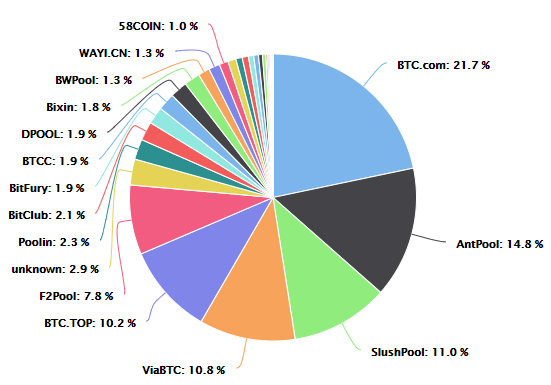 58COIN: 1.0 %
WAYI.CN: 1.3 %
BWPool: 1.3 %
Bixin: 1.8 %
DPOOL: 1.9 %
BTCC: 1.9 %
BitFury: 1.9 %
BitClub: 2.1 %
Poolin: 2.3 %
unknown: 2.9 %
F2Pool: 7.8 %
BTC.TOP: 10.2 %
ViaBTC: 10.8 %
BTC.com: 21.7 %
AntPool: 14.8 %
SlushPool: 11.0 %